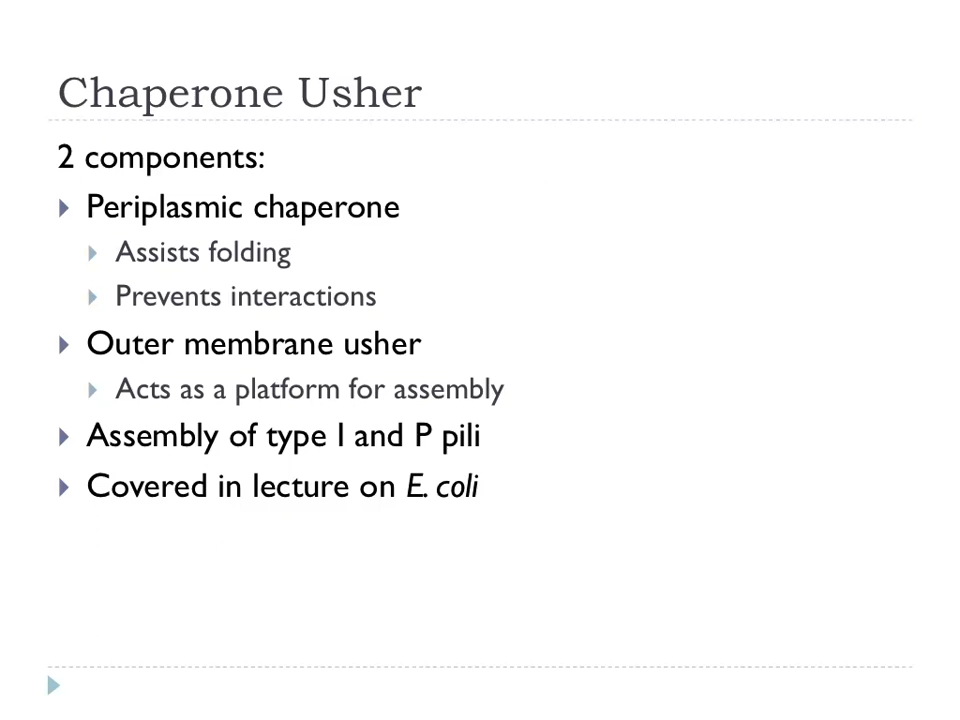 Chaperone Usher
2 components:
Periplasmic chaperone
Assists folding
Prevents interactions
Outer membrane usher
Acts as a platform for assembly
Assembly of type I and P pili
Covered in lecture on E. coli